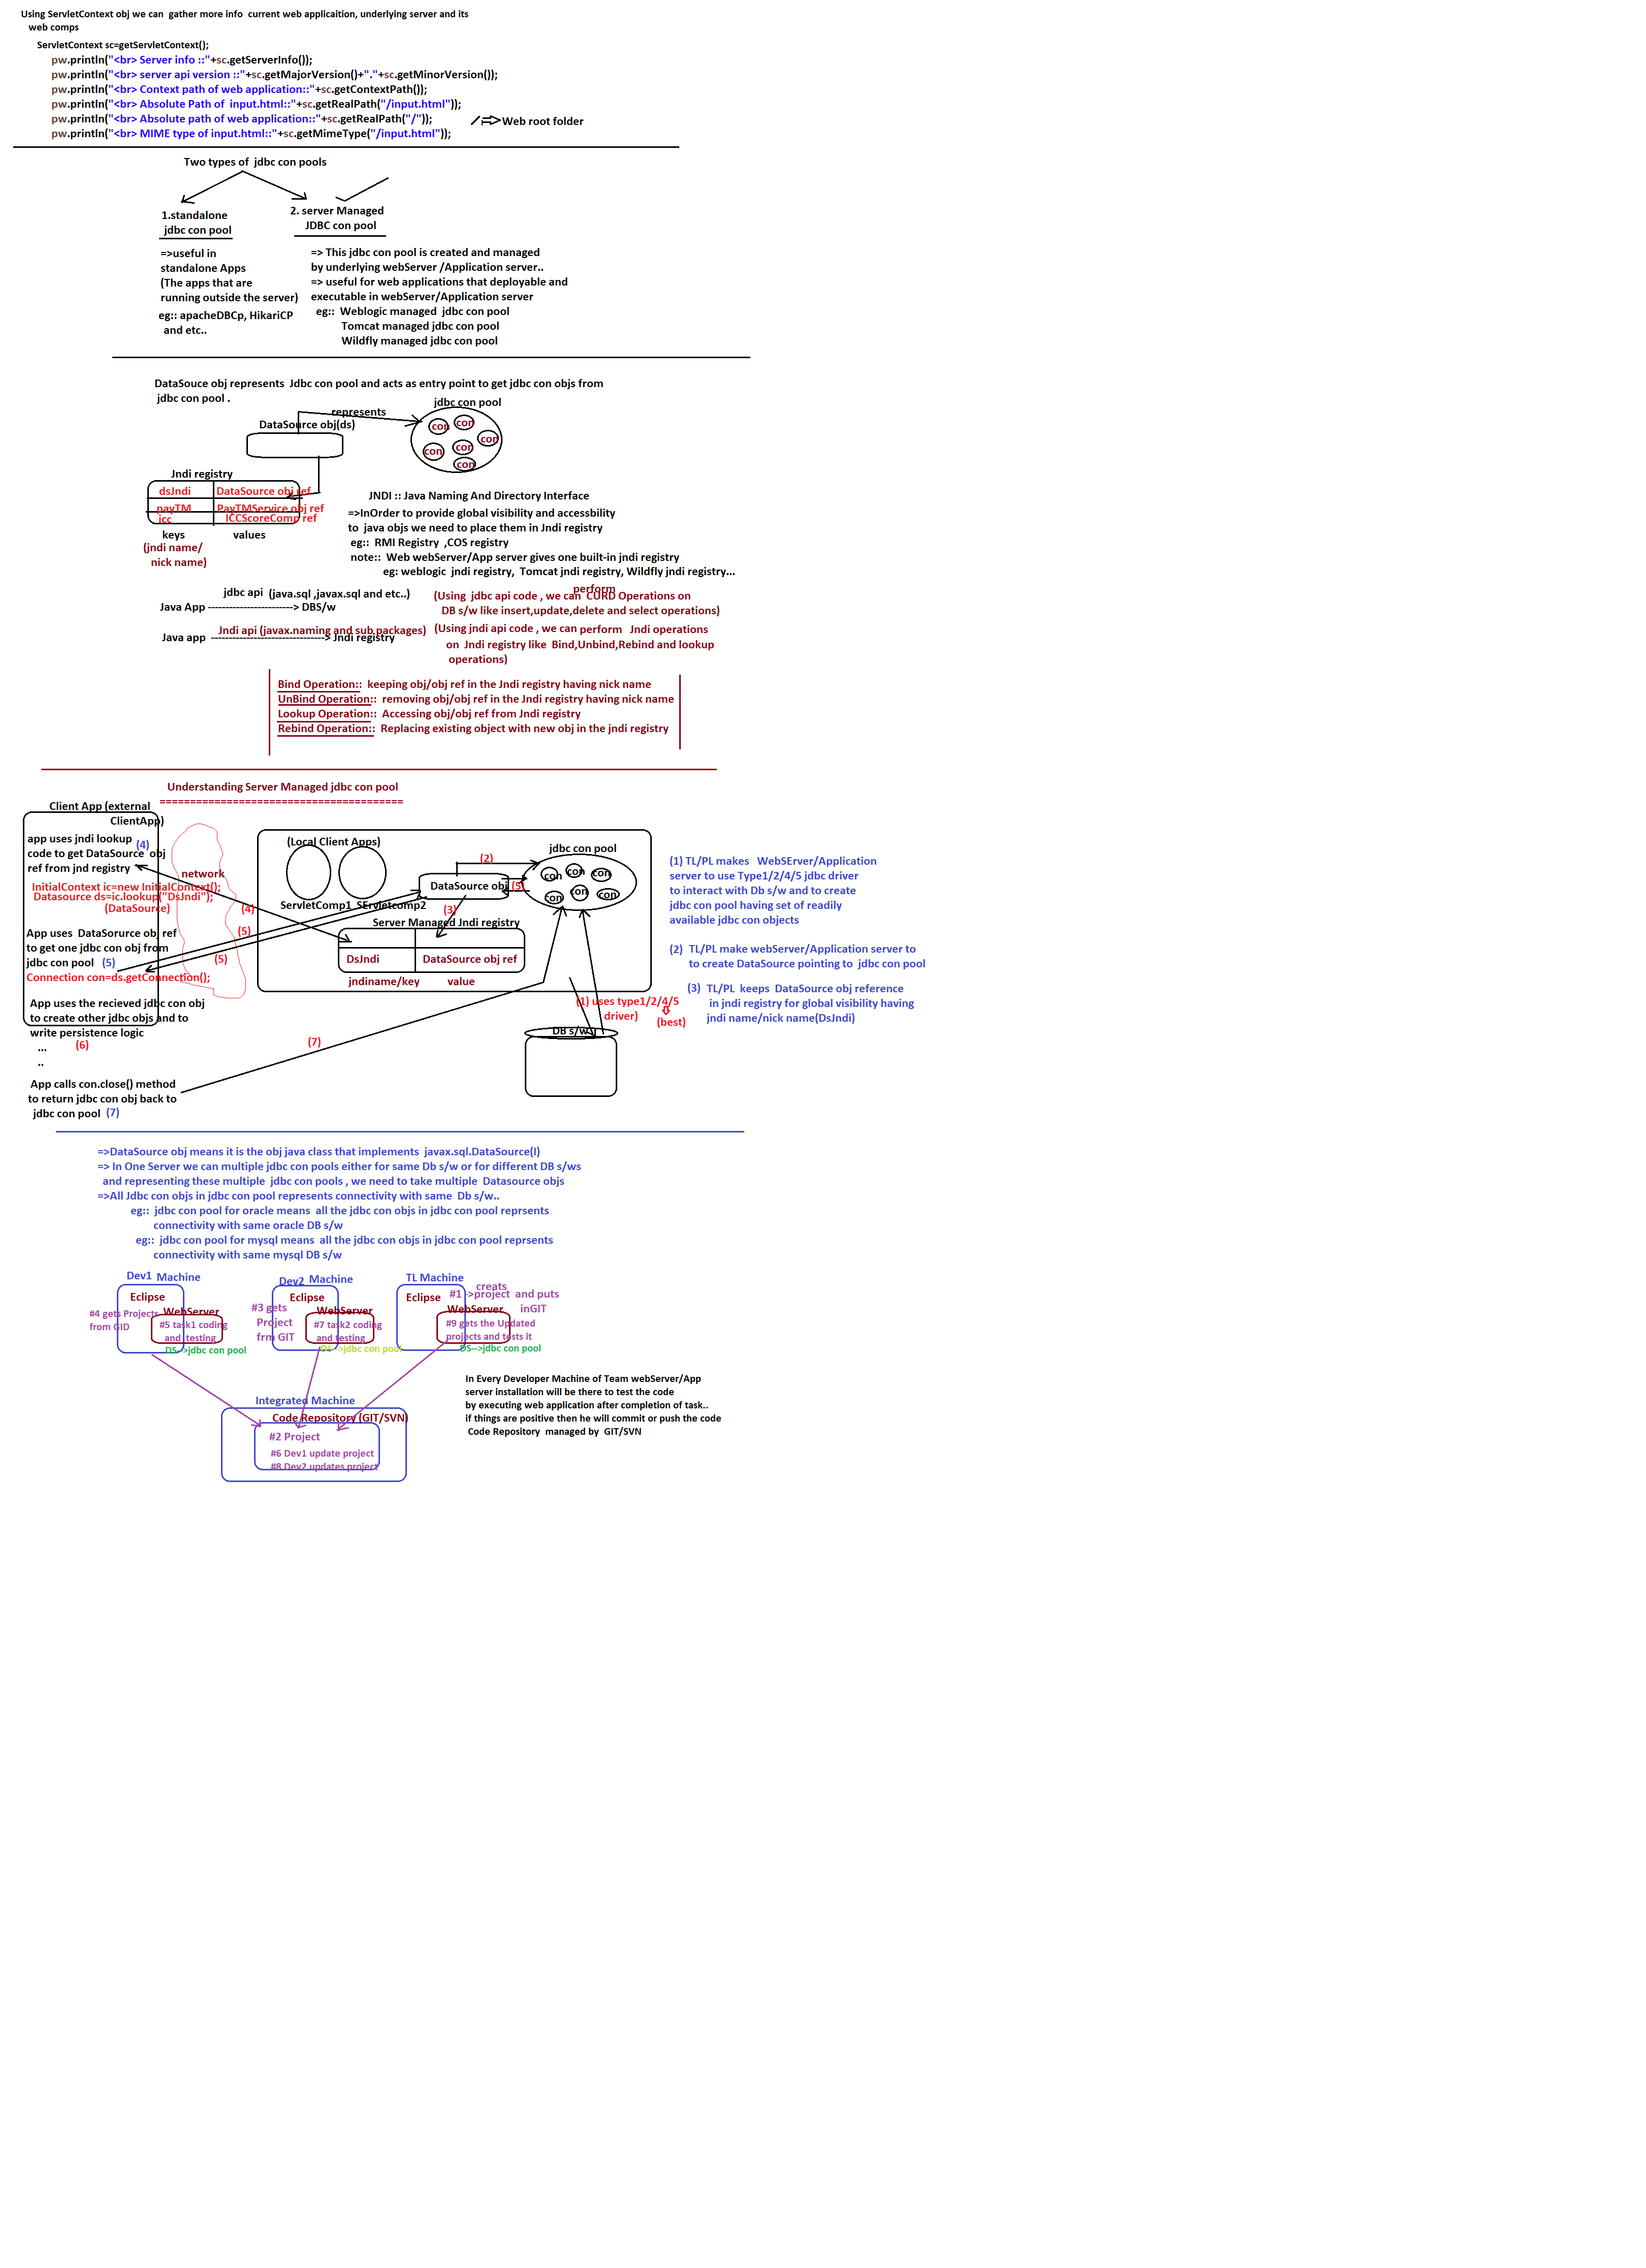 Using ServletContext obj we can  gather more info  current web applicaition, underlying server and its
web comps
ServletContext sc=getServletContext();
pw.println("<br> Server info ::"+sc.getServerInfo());
pw.println("<br> server api version ::"+sc.getMajorVersion()+"."+sc.getMinorVersion());
pw.println("<br> Context path of web application::"+sc.getContextPath());
pw.println("<br> Absolute Path of  input.html::"+sc.getRealPath("/input.html"));
pw.println("<br> Absolute path of web application::"+sc.getRealPath("/"));
/ Web root folder
pw.println("<br> MIME type of input.html::"+sc.getMimeType("/input.html"));
Two types of  jdbc con pools
1.standalone
jdbc con pool
=>useful in
standalone Apps
(The apps that are
running outside the server)
eg:: apacheDBCp, HikariCP
and etc..
2. server Managed
JDBC con pool
=> This jdbc con pool is created and managed
by underlying webServer /Application server..
=> useful for web applications that deployable and
executable in webServer/Application server
eg::  Weblogic managed  jdbc con pool
Tomcat managed jdbc con pool
Wildfly managed jdbc con pool
DataSouce obj represents  Jdbc con pool and acts as entry point to get jdbc con objs from
jdbc con pool .
jdbc con pool
represents
DataSource obj(ds)
con
con
con
con
con
con
Jndi registry
dsJndi
DataSource obj ref
payTM
PayTMService obj ref
icc
ICCScoreComp ref
keys
values
(jndi name/
nick name)
JNDI :: Java Naming And Directory Interface
=>InOrder to provide global visibility and accessbility
to  java objs we need to place them in Jndi registry
eg::  RMI Registry  ,COS registry
note::  Web webServer/App server gives one built-in jndi registry
eg: weblogic  jndi registry,  Tomcat jndi registry, Wildfly jndi registry...
jdbc api  (java.sql ,javax.sql and etc..)
Java App ------------------------> DBS/w
perform
(Using  jdbc api code , we can  CURD Operations on
DB s/w like insert,update,delete and select operations)
Jndi api (javax.naming and sub packages)
Java app  --------------------------------> Jndi registry
(Using jndi api code , we can perform  Jndi operations
on  Jndi registry like  Bind,Unbind,Rebind and lookup
operations)
Bind Operation::  keeping obj/obj ref in the Jndi registry having nick name
UnBind Operation::  removing obj/obj ref in the Jndi registry having nick name
Lookup Operation::  Accessing obj/obj ref from Jndi registry
Rebind Operation::  Replacing existing object with new obj in the jndi registry
Understanding Server Managed jdbc con pool
========================================
Client App (external
ClientApp)
app uses jndi lookup
(4)
code to get DataSource  obj
ref from jnd registry
InitialContext ic=new InitialContext();
Datasource ds=ic.lookup("DsJndi");
(DataSource)
App uses  DataSorurce obj ref
to get one jdbc con obj from
jdbc con pool  (5)
Connection con=ds.getConnection();
App uses the recieved jdbc con obj
to create other jdbc objs and to
write persistence logic
...
(6)
..
App calls con.close() method
to return jdbc con obj back to
jdbc con pool  (7)
network
(4)
(5)
(5)
(7)
(Local Client Apps)
ServletComp1  SErvletcomp2
(2)
DataSource obj
(5)
(3)
jdbc con pool
con
con
con
con
con
con
Server Managed Jndi registry
DsJndi
DataSource obj ref
jndiname/key
value
(1) uses type1/2/4/5
driver)
(best)
DB s/w
(1) TL/PL makes   WebSErver/Application
server to use Type1/2/4/5 jdbc driver
to interact with Db s/w and to create
jdbc con pool having set of readily
available jdbc con objects
(2)  TL/PL make webServer/Application server to
to create DataSource pointing to  jdbc con pool
(3)  TL/PL  keeps  DataSource obj reference
in jndi registry for global visibility having
jndi name/nick name(DsJndi)
=>DataSource obj means it is the obj java class that implements  javax.sql.DataSource(I)
=> In One Server we can multiple jdbc con pools either for same Db s/w or for different DB s/ws
and representing these multiple  jdbc con pools , we need to take multiple  Datasource objs
=>All Jdbc con objs in jdbc con pool represents connectivity with same  Db s/w..
eg::  jdbc con pool for oracle means  all the jdbc con objs in jdbc con pool reprsents
connectivity with same oracle DB s/w
eg::  jdbc con pool for mysql means  all the jdbc con objs in jdbc con pool reprsents
connectivity with same mysql DB s/w
Dev1 Machine
Eclipse
#4 gets Projects
from GID
WebServer
#5 task1 coding
and  testing
DS-->jdbc con pool
Dev2 Machine
Eclipse
#3 gets
Project
frm GIT
WebServer
#7 task2 coding
and testing
DS-->jdbc con pool
TL Machine
Eclipse
creats
#1->project  and puts
inGIT
WebServer
#9 gets the Updated
projects and tests it
DS-->jdbc con pool
Integrated Machine
Code Repository (GIT/SVN)
#2 Project
#6 Dev1 update project
#8 Dev2 updates project
In Every Developer Machine of Team webServer/App
server installation will be there to test the code
by executing web application after completion of task..
if things are positive then he will commit or push the code
Code Repository  managed by  GIT/SVN